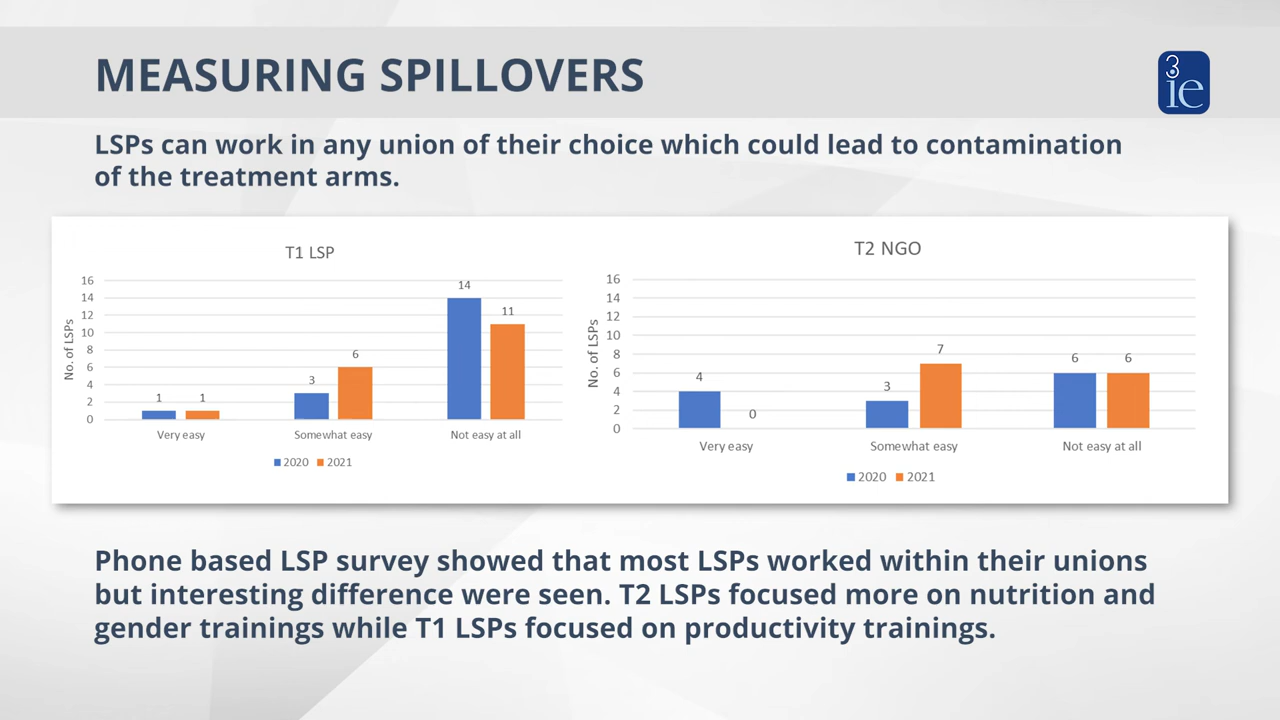 MEASURING SPILLOVERS
3
ie
LSPs can work in any union of their choice which could lead to contamination
of the treatment arms.
T1 LSP
No. of LSPs
16
14
12
10
8
6
4
2
0
1
1
3
6
14
11
Very easy
Somewhat easy
Not easy at all
2020
2021
T2 NGO
No. of LSPs
16
14
12
10
8
6
4
2
0
4
0
3
7
6
6
Very easy
Somewhat easy
Not easy at all
2020
2021
Phone based LSP survey showed that most LSPs worked within their unions
but interesting difference were seen. T2 LSPs focused more on nutrition and
gender trainings while T1 LSPs focused on productivity trainings.